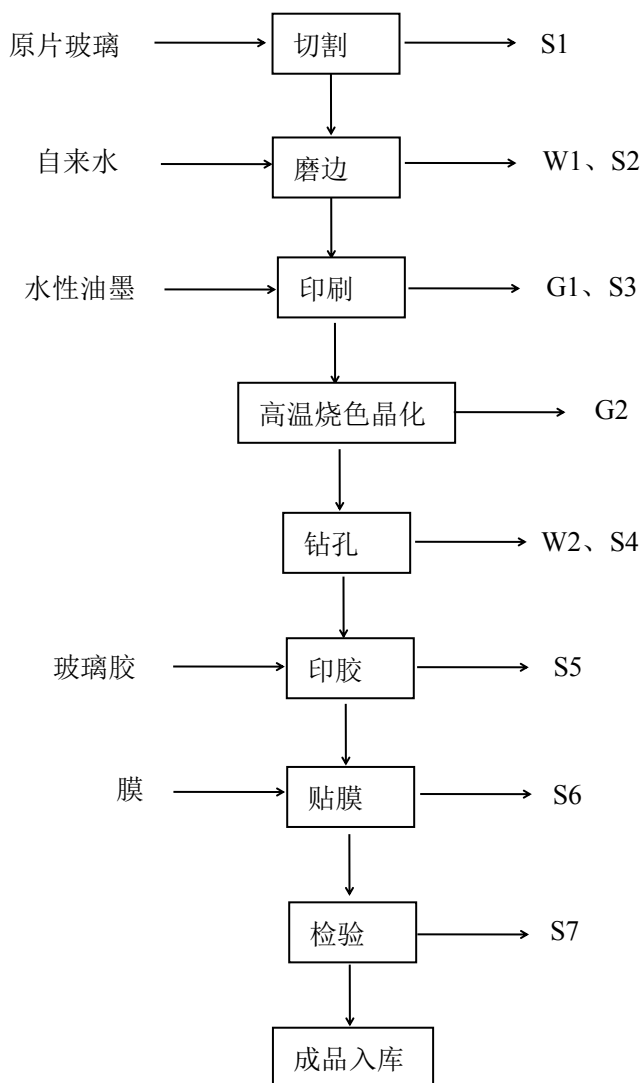 原片玻璃 切割 S1
自来水 磨边 W1、S2
水性油墨 印刷 G1、S3
高温烧色晶化 G2
钻孔 W2、S4
玻璃胶 印胶 S5
膜 贴膜 S6
检验 S7
成品入库